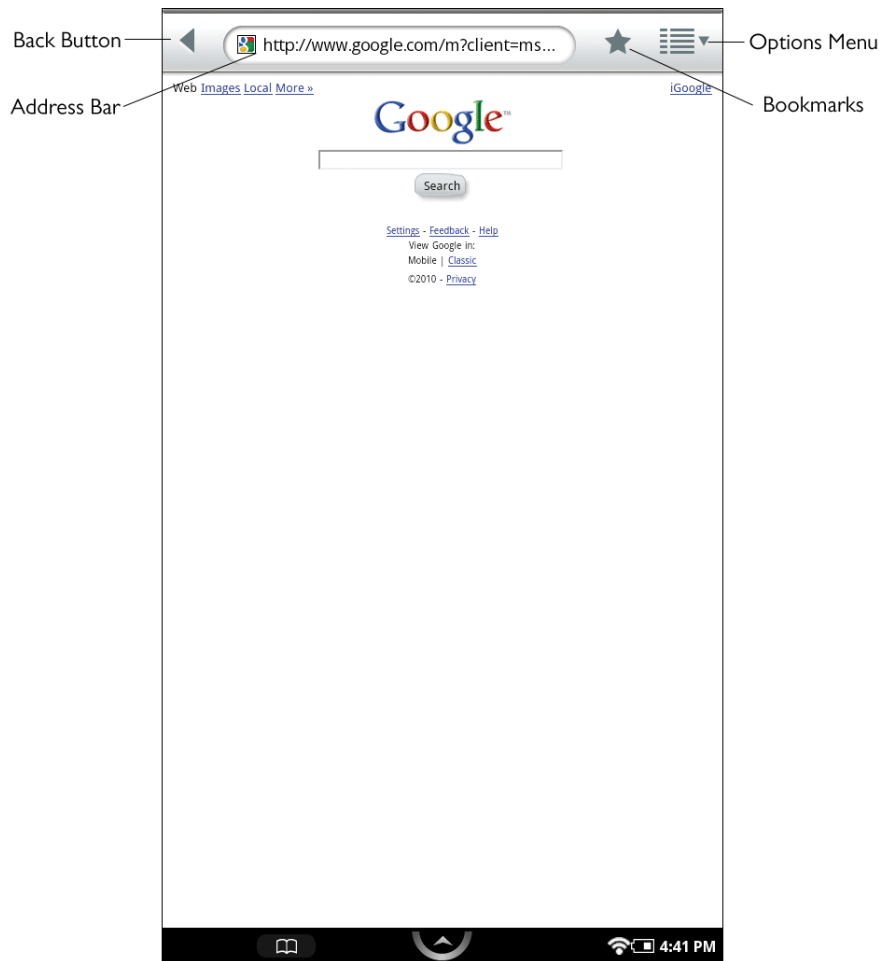 Back Button
http://www.google.com/m?client=ms...
Options Menu
Address Bar
Bookmarks
Web Images Local More »
iGoogle
Google™
Search
Settings - Feedback - Help
View Google in:
Mobile | Classic
©2010 - Privacy
4:41 PM